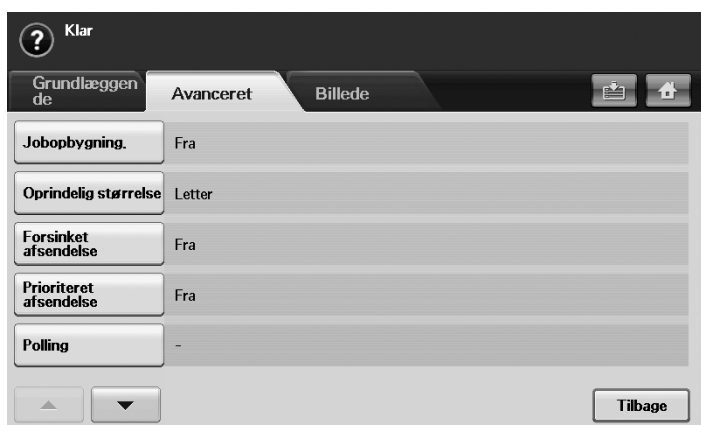 Klar
Grundlæggen
de
Avanceret
Billede
Jobopbygning.
Fra
Oprindelig størrelse
Letter
Forsinket
afsendelse
Fra
Prioriteret
afsendelse
Fra
Polling
-
Tilbage